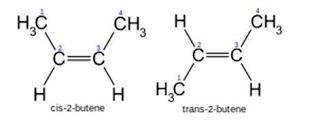 H₃C 1 4 CH₃
2 3
C=C
H H
cis-2-butene
H 4 CH₃
2 3
C=C
1
H₃C H
trans-2-butene